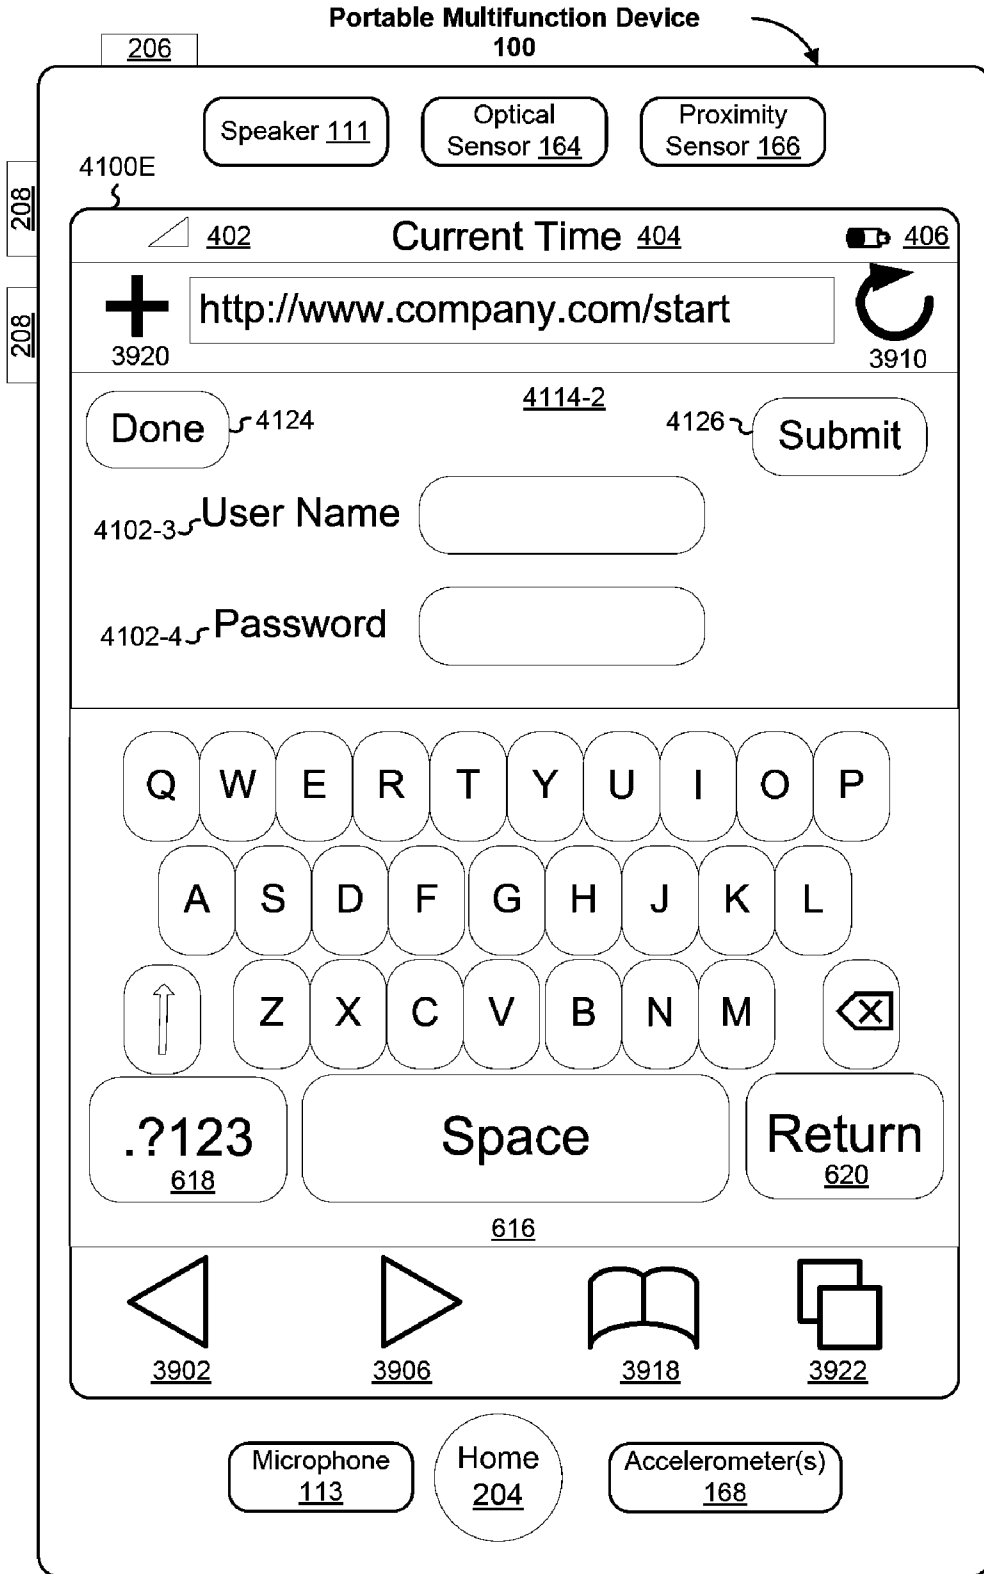 Portable Multifunction Device
100
206
Speaker 111
Optical
Sensor 164
Proximity
Sensor 166
4100E
208
208
402
Current Time 404
406
http://www.company.com/start
3920
3910
4114-2
Done
4124
4126
Submit
4102-3
User Name
4102-4
Password
Q W E R T Y U I O P
A S D F G H J K L
Z X C V B N M
.?123
618
Space
Return
620
616
3902
3906
3918
3922
Microphone
113
Home
204
Accelerometer(s)
168